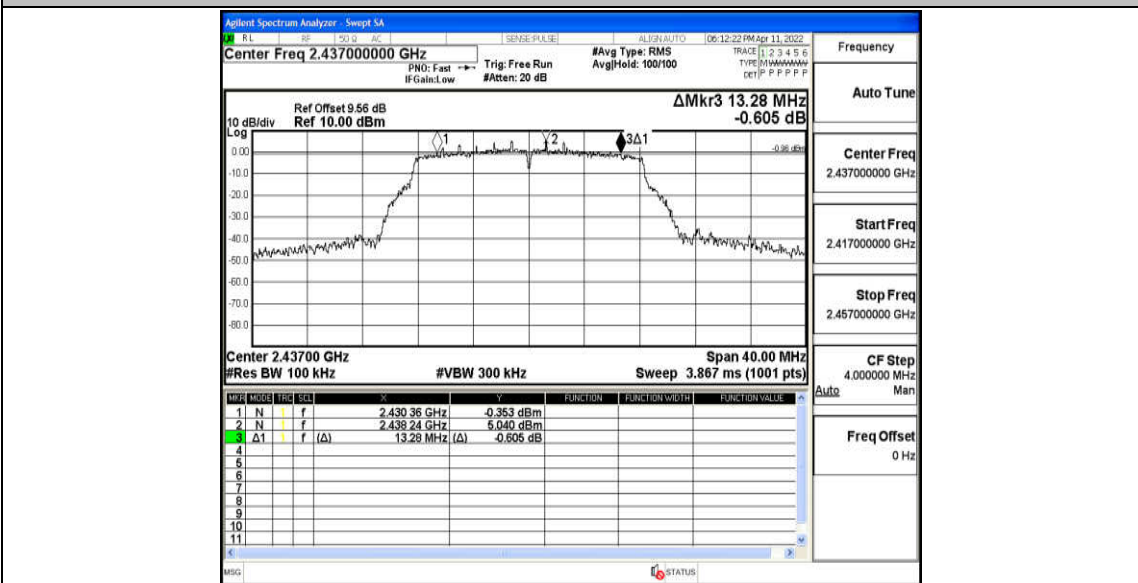 Agilent Spectrum Analyzer - Swept SA
RL RF 50 Ω AC SENSE:PULSE ALIGN AUTO 06:12:22 PM Apr 11, 2022
Center Freq 2.437000000 GHz
PNO: Fast
IFGain:Low
Trig: Free Run
#Atten: 20 dB
#Avg Type: RMS
Avg|Hold: 100/100
TRACE 1 2 3 4 5 6
TYPE MWWWWW
DET P P P P P P
Frequency
Auto Tune
Center Freq
2.437000000 GHz
Start Freq
2.417000000 GHz
Stop Freq
2.457000000 GHz
CF Step
4.000000 MHz
Auto Man
Freq Offset
0 Hz
ΔMkr3 13.28 MHz
-0.605 dB
Ref Offset 9.56 dB
10 dB/div Ref 10.00 dBm
Log
1 2 3Δ1
0.00
-10.0
-20.0
-30.0
-40.0
-50.0
-60.0
-70.0
-80.0
-0.96 dBm
Center 2.43700 GHz Span 40.00 MHz
#Res BW 100 kHz #VBW 300 kHz Sweep 3.867 ms (1001 pts)
MKR MODE TRC SCL X Y FUNCTION FUNCTION WIDTH FUNCTION VALUE
1 N 1 f 2.430 36 GHz -0.353 dBm
2 N 1 f 2.438 24 GHz 5.040 dBm
3 Δ1 1 f (Δ) 13.28 MHz (Δ) -0.605 dB
4
5
6
7
8
9
10
11
MSG STATUS